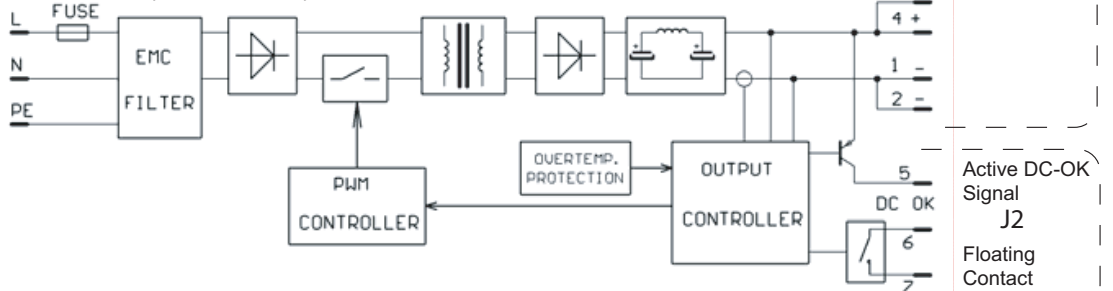 L
FUSE
4 +
EMC
FILTER
N
1 -
2 -
PE
OVERTEMP.
PROTECTION
OUTPUT
CONTROLLER
PWM
CONTROLLER
5
DC OK
6
7
Active DC-OK
Signal
J2
Floating
Contact